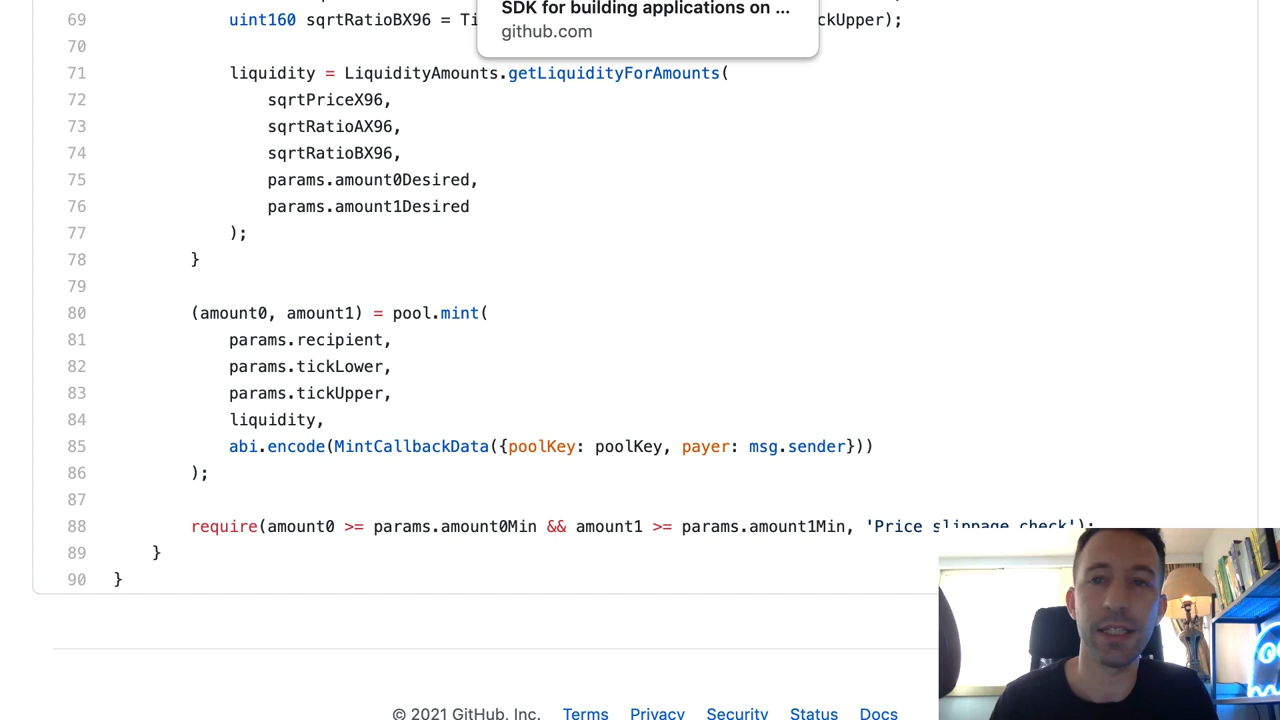 SDK for building applications on ...
github.com
69 uint160 sqrtRatioBX96 = Ti ckUpper);
70
71 liquidity = LiquidityAmounts.getLiquidityForAmounts(
72 sqrtPriceX96,
73 sqrtRatioAX96,
74 sqrtRatioBX96,
75 params.amount0Desired,
76 params.amount1Desired
77 );
78 }
79
80 (amount0, amount1) = pool.mint(
81 params.recipient,
82 params.tickLower,
83 params.tickUpper,
84 liquidity,
85 abi.encode(MintCallbackData({poolKey: poolKey, payer: msg.sender}))
86 );
87
88 require(amount0 >= params.amount0Min && amount1 >= params.amount1Min, 'Price slippage check');
89 }
90 }
© 2021 GitHub, Inc. Terms Privacy Security Status Docs